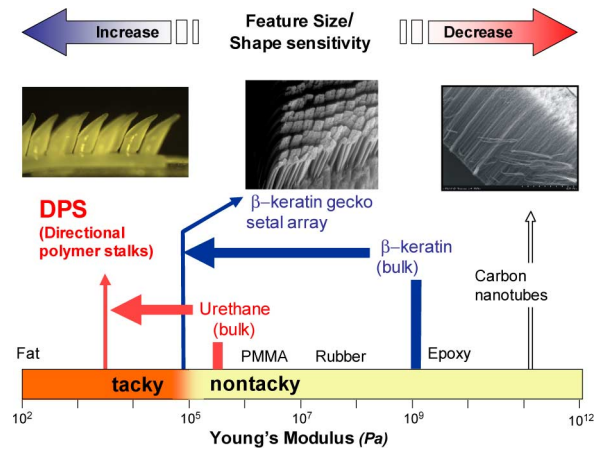 Increase
Feature Size/
Shape sensitivity
Decrease
DPS
(Directional
polymer stalks)
β–keratin gecko
setal array
β–keratin
(bulk)
Urethane
(bulk)
Carbon
nanotubes
Fat
PMMA
Rubber
Epoxy
tacky
nontacky
10²
10⁵
10⁷
10⁹
10¹²
Young's Modulus (Pa)